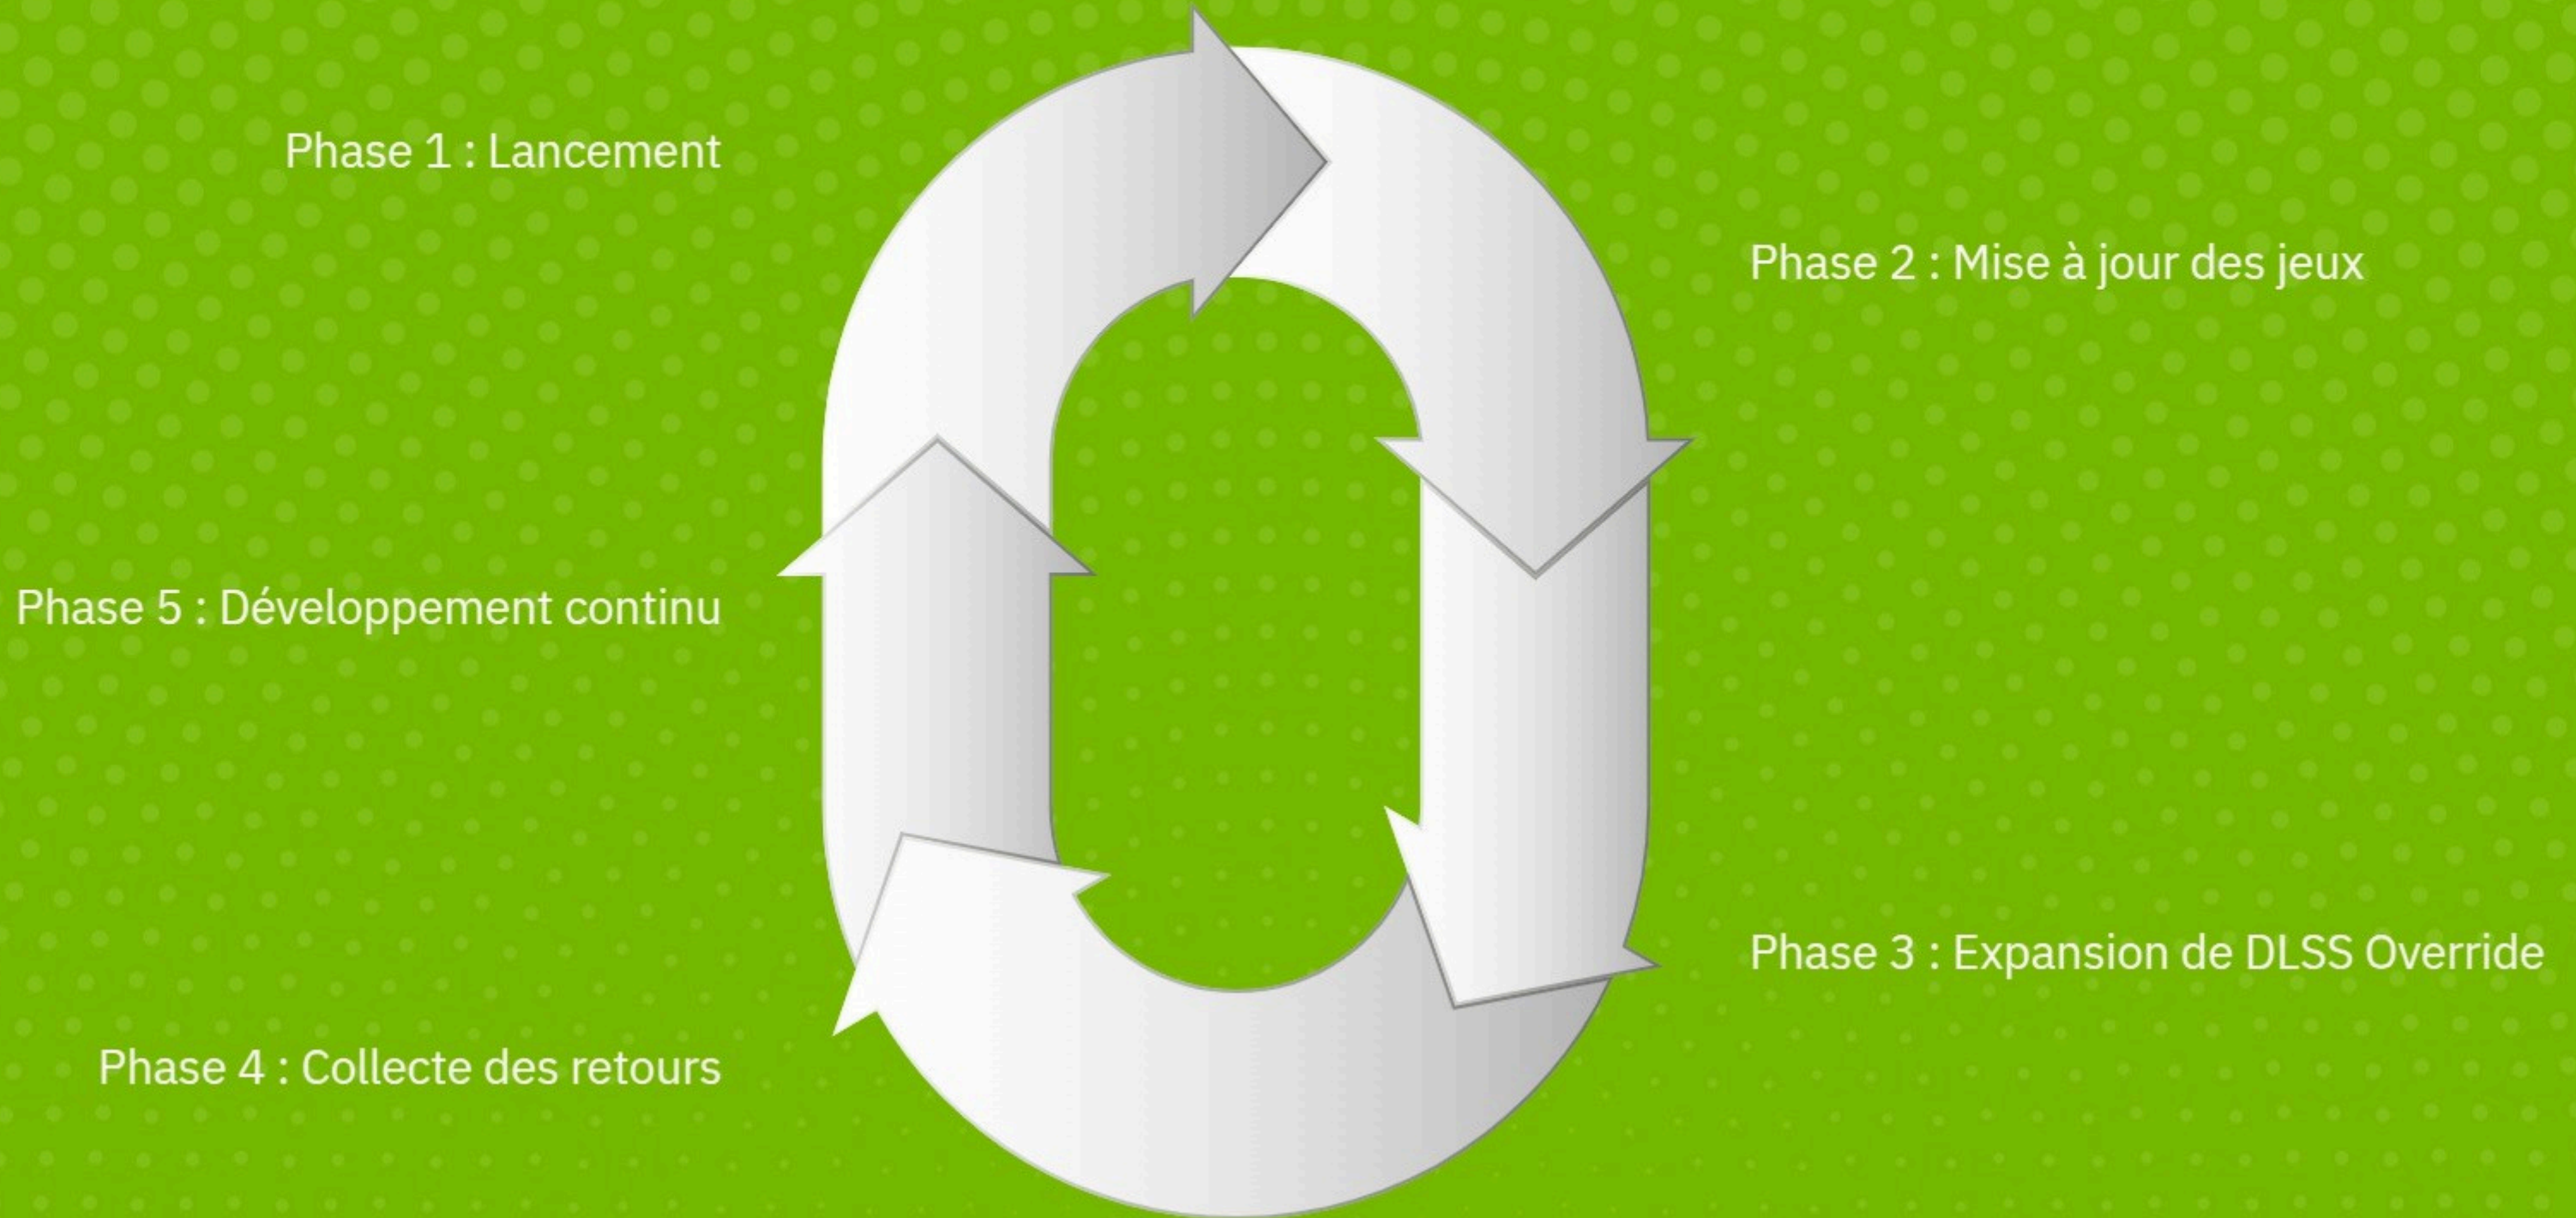 Phase 1 : Lancement
Phase 2 : Mise à jour des jeux
Phase 3 : Expansion de DLSS Override
Phase 4 : Collecte des retours
Phase 5 : Développement continu